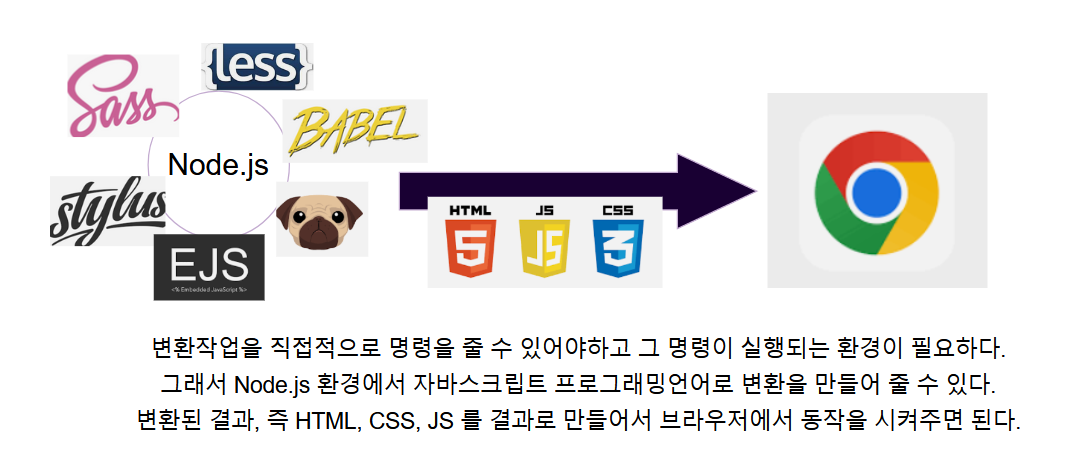 less
Sass
BABEL
Node.js
stylus
EJS
<% Embedded JavaScript %>
HTML JS CSS
5 JS 3
변환작업을 직접적으로 명령을 줄 수 있어야하고 그 명령이 실행되는 환경이 필요하다.
그래서 Node.js 환경에서 자바스크립트 프로그래밍언어로 변환을 만들어 줄 수 있다.
변환된 결과, 즉 HTML, CSS, JS 를 결과로 만들어서 브라우저에서 동작을 시켜주면 된다.